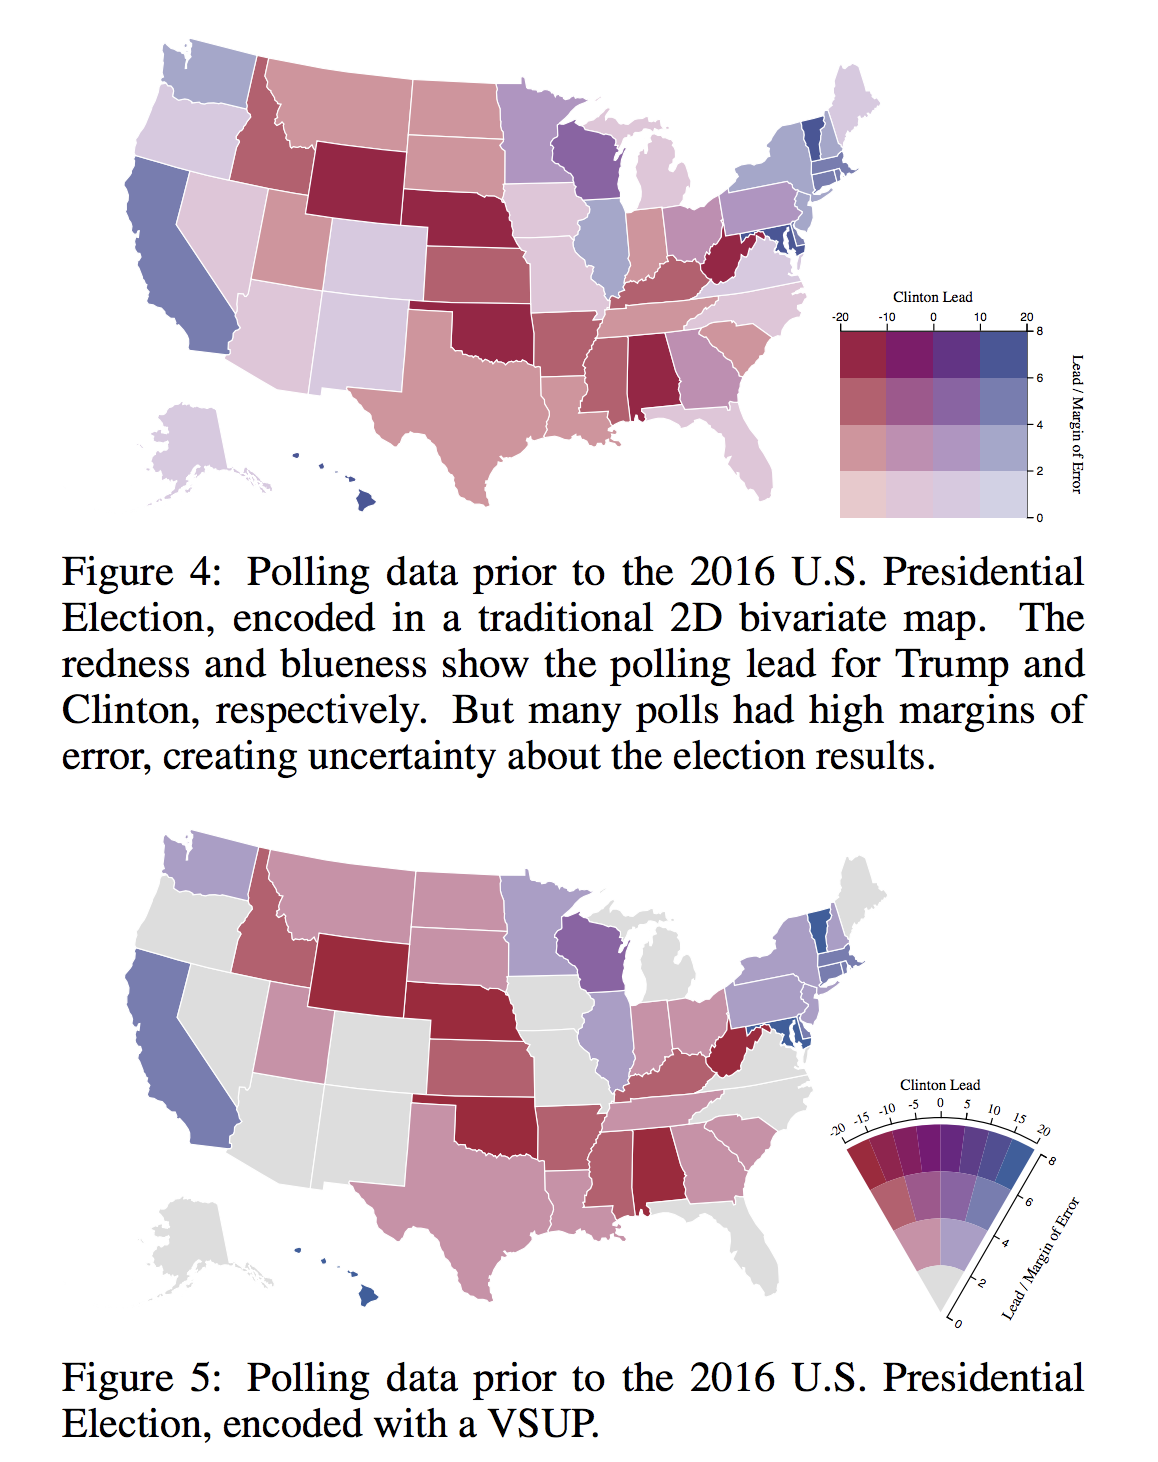 Clinton Lead
-20 -10 0 10 20
8
6
4
2
0
Lead / Margin of Error
Figure 4: Polling data prior to the 2016 U.S. Presidential
Election, encoded in a traditional 2D bivariate map. The
redness and blueness show the polling lead for Trump and
Clinton, respectively. But many polls had high margins of
error, creating uncertainty about the election results.
Clinton Lead
-20 -15 -10 -5 0 5 10 15 20
8
6
4
2
0
Lead / Margin of Error
Figure 5: Polling data prior to the 2016 U.S. Presidential
Election, encoded with a VSUP.